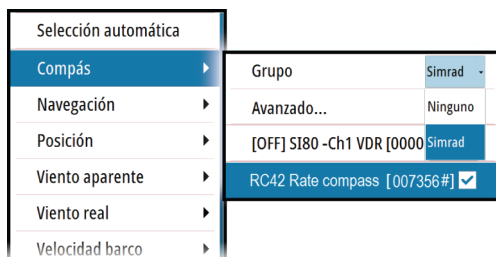 Selección automática
Compás
Navegación
Posición
Viento aparente
Viento real
Velocidad barco
Grupo
Simrad
Avanzado...
Ninguno
[OFF] SI80 -Ch1 VDR [0000
Simrad
RC42 Rate compass [007356#]